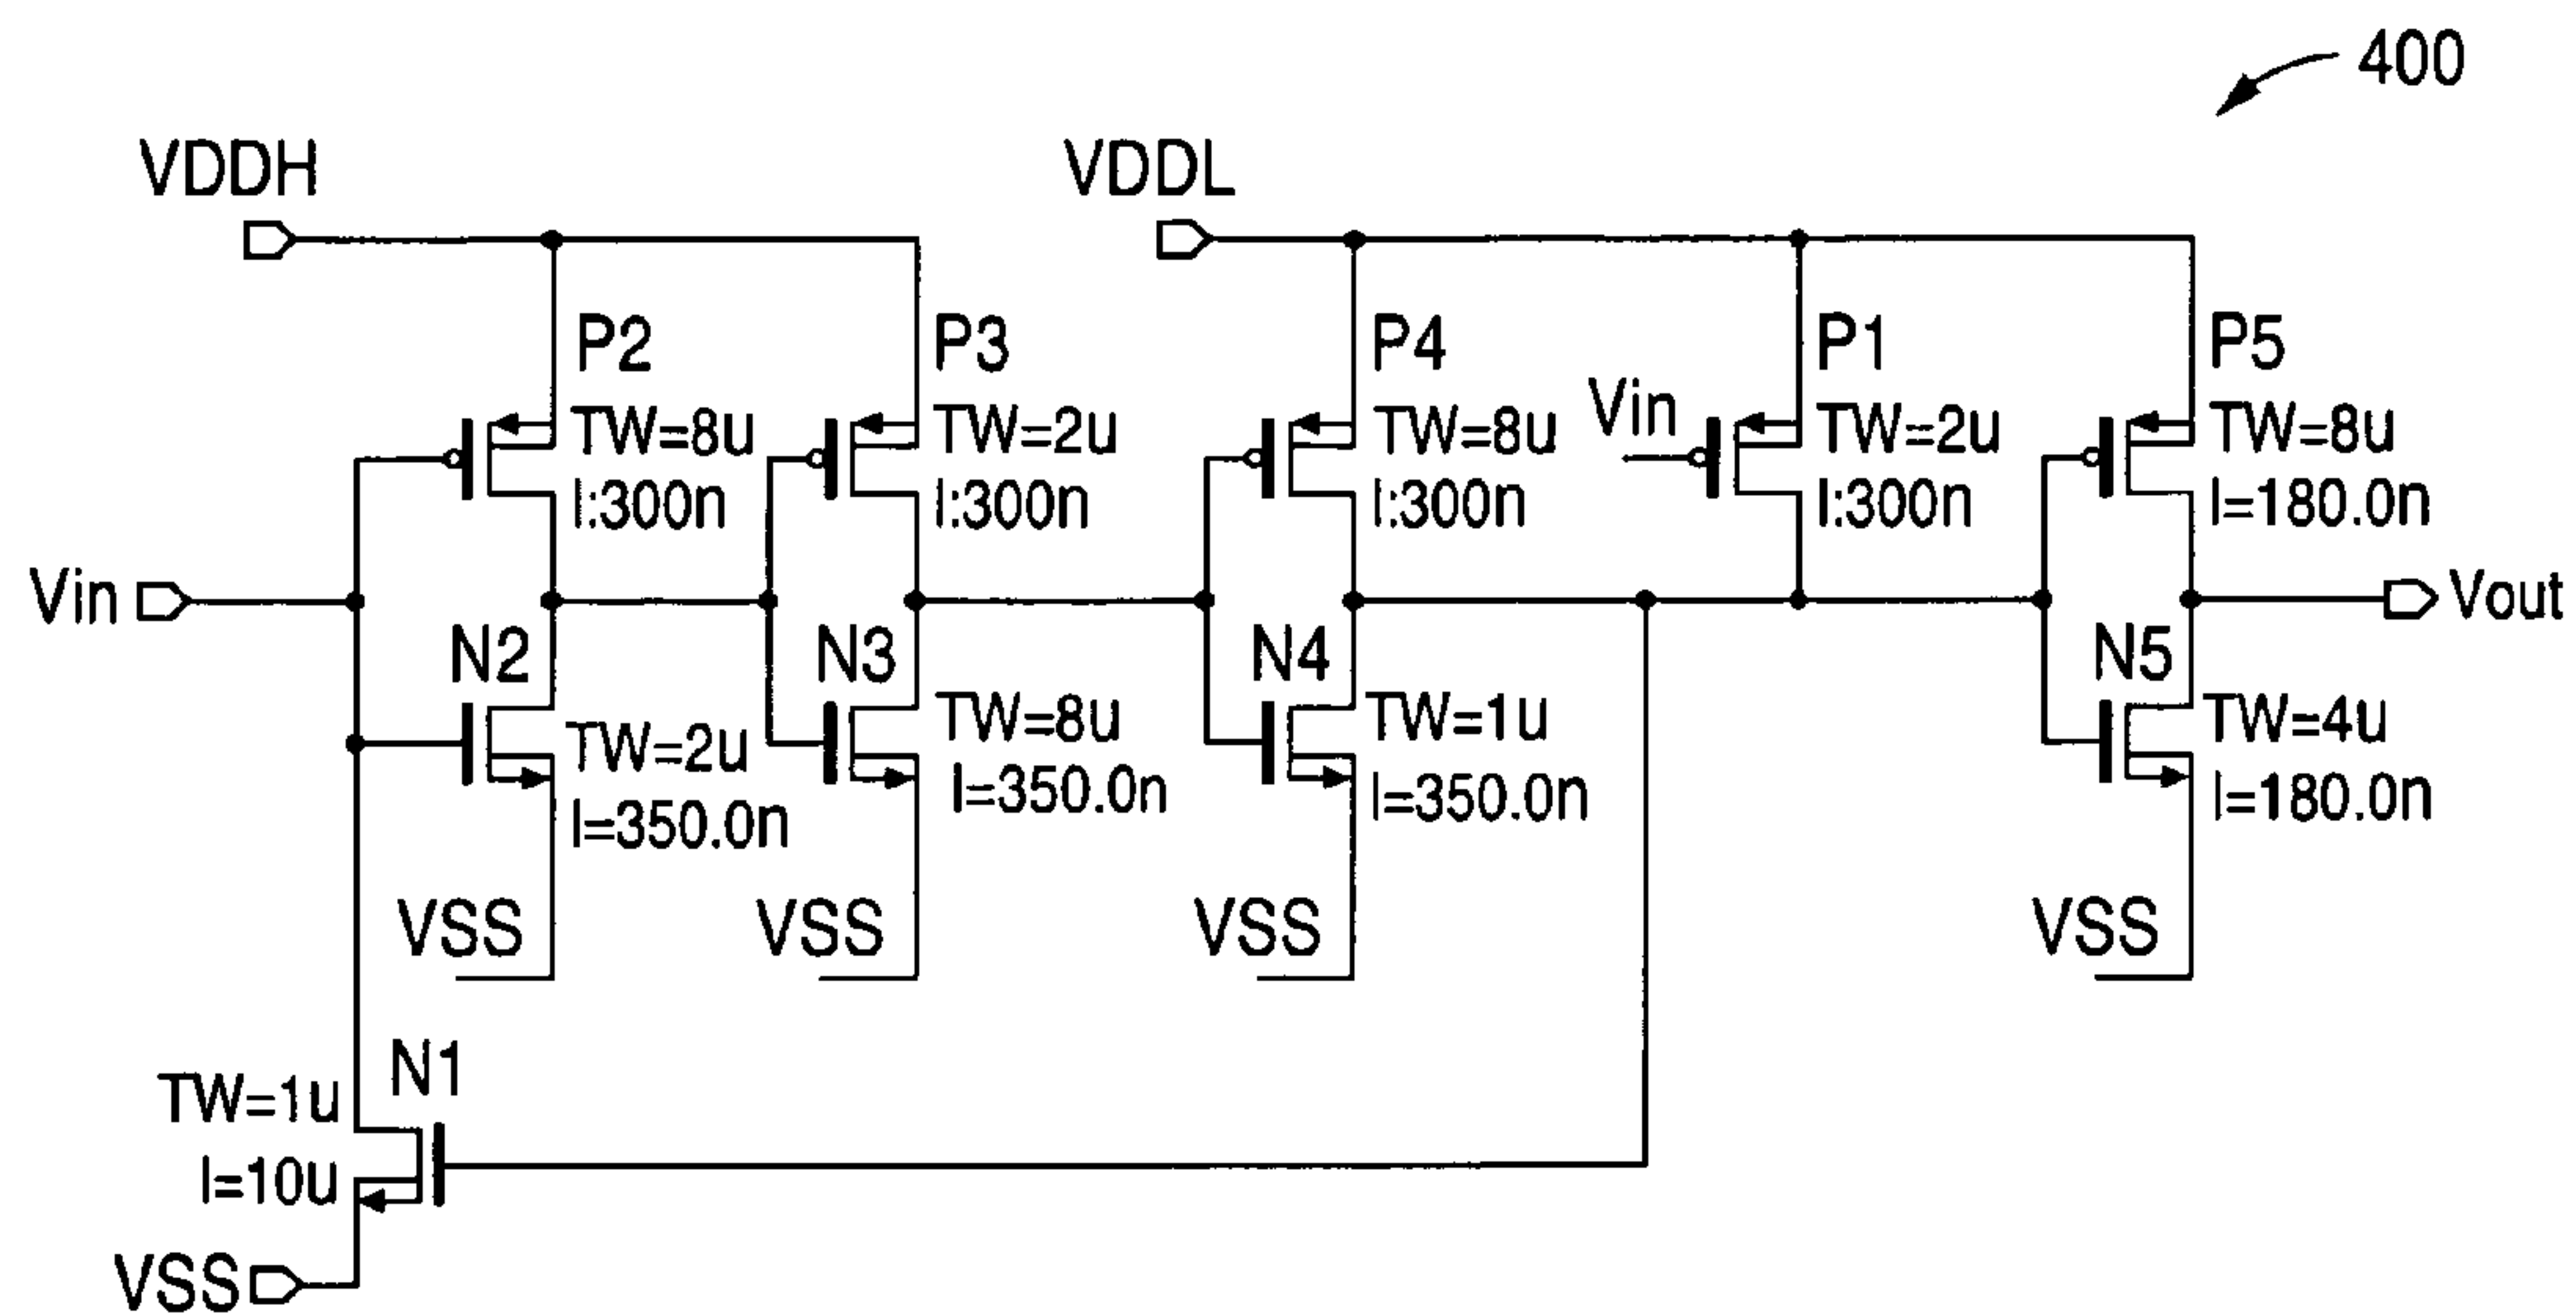 400
VDDH
VDDL
P2
TW=8u
l:300n
P3
TW=2u
l:300n
P4
TW=8u
l:300n
Vin
P1
TW=2u
l:300n
P5
TW=8u
l=180.0n
Vin
Vout
N2
TW=2u
l=350.0n
N3
TW=8u
l=350.0n
N4
TW=1u
l=350.0n
N5
TW=4u
l=180.0n
VSS
VSS
VSS
VSS
N1
TW=1u
l=10u
VSS